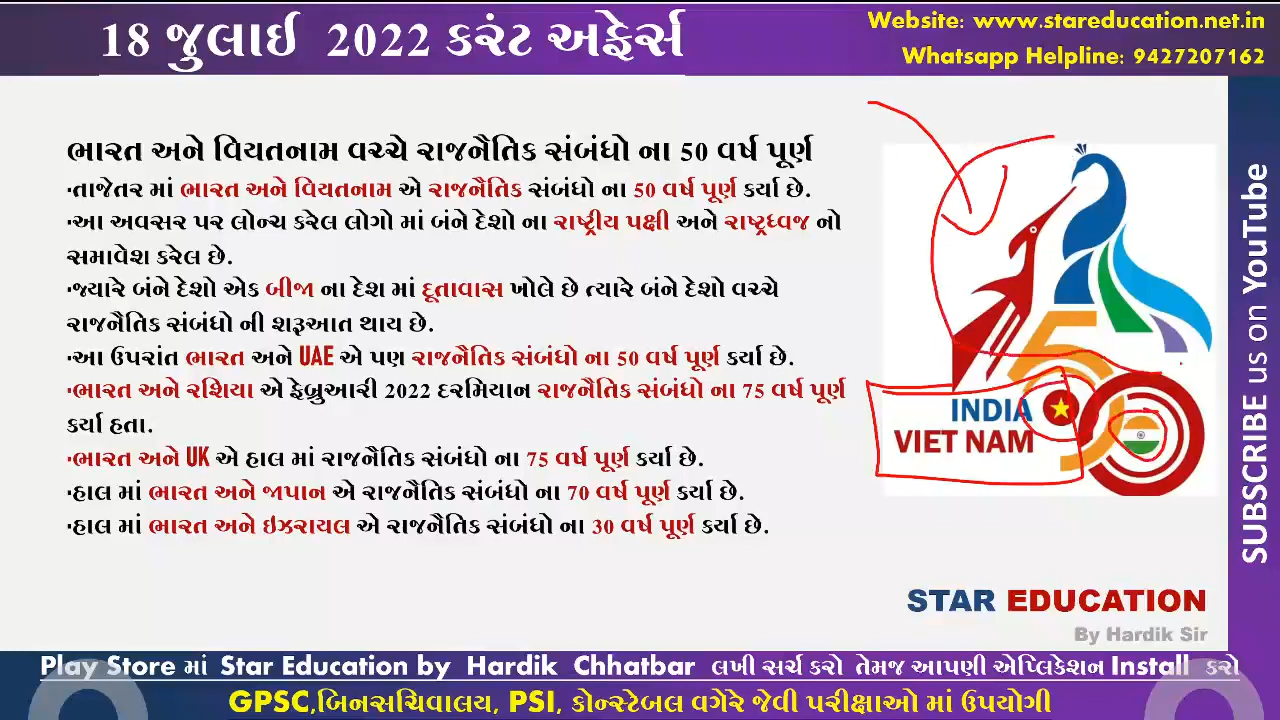 18 જુલાઈ 2022 કરંટ અફેર્સ
Website: www.stareducation.net.in
Whatsapp Helpline: 9427207162
ભારત અને વિયતનામ વચ્ચે રાજનૈતિક સંબંધો ના 50 વર્ષ પૂર્ણ
•તાજેતર માં ભારત અને વિયતનામ એ રાજનૈતિક સંબંધો ના 50 વર્ષ પૂર્ણ કર્યા છે.
•આ અવસર પર લોન્ચ કરેલ લોગો માં બંને દેશો ના રાષ્ટ્રીય પક્ષી અને રાષ્ટ્રધ્વજ નો
સમાવેશ કરેલ છે.
•જ્યારે બંને દેશો એક બીજા ના દેશ માં દૂતાવાસ ખોલે છે ત્યારે બંને દેશો વચ્ચે
રાજનૈતિક સંબંધો ની શરૂઆત થાય છે.
•આ ઉપરાંત ભારત અને UAE એ પણ રાજનૈતિક સંબંધો ના 50 વર્ષ પૂર્ણ કર્યા છે.
•ભારત અને રશિયા એ ફેબ્રુઆરી 2022 દરમિયાન રાજનૈતિક સંબંધો ના 75 વર્ષ પૂર્ણ
કર્યા હતા.
•ભારત અને UK એ હાલ માં રાજનૈતિક સંબંધો ના 75 વર્ષ પૂર્ણ કર્યા છે.
•હાલ માં ભારત અને જાપાન એ રાજનૈતિક સંબંધો ના 70 વર્ષ પૂર્ણ કર્યા છે.
•હાલ માં ભારત અને ઇઝરાયલ એ રાજનૈતિક સંબંધો ના 30 વર્ષ પૂર્ણ કર્યા છે.
50
INDIA
VIET NAM
SUBSCRIBE us on YouTube
STAR EDUCATION
By Hardik Sir
Play Store માં Star Education by Hardik Chhatbar લખી સર્ચ કરો તેમજ આપણી એપ્લિકેશન Install કરો
GPSC,બિનસચિવાલય, PSI, કોન્સ્ટેબલ વગેરે જેવી પરીક્ષાઓ માં ઉપયોગી